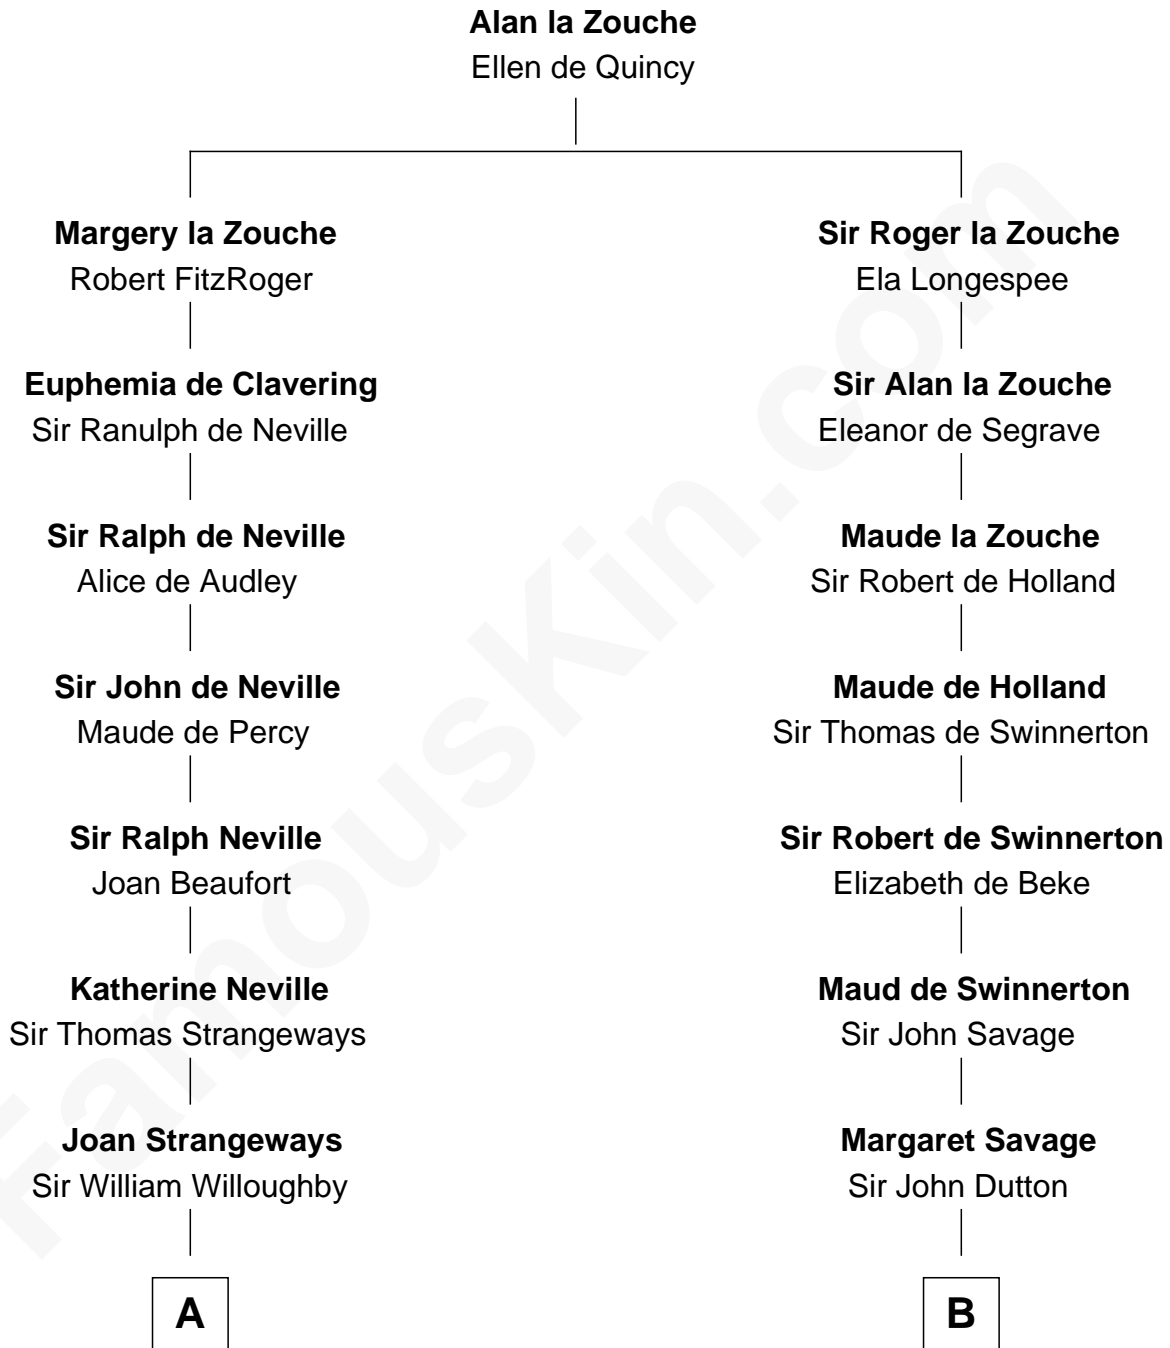 Alan la Zouche
Ellen de Quincy
Margery la Zouche
Robert FitzRoger
Sir Roger la Zouche
Ela Longespee
Euphemia de Clavering
Sir Ranulph de Neville
Sir Alan la Zouche
Eleanor de Segrave
Sir Ralph de Neville
Alice de Audley
Maude la Zouche
Sir Robert de Holland
Sir John de Neville
Maude de Percy
Maude de Holland
Sir Thomas de Swinnerton
Sir Ralph Neville
Joan Beaufort
Sir Robert de Swinnerton
Elizabeth de Beke
Katherine Neville
Sir Thomas Strangeways
Maud de Swinnerton
Sir John Savage
Joan Strangeways
Sir William Willoughby
Margaret Savage
Sir John Dutton
A
B
FamousKin.com